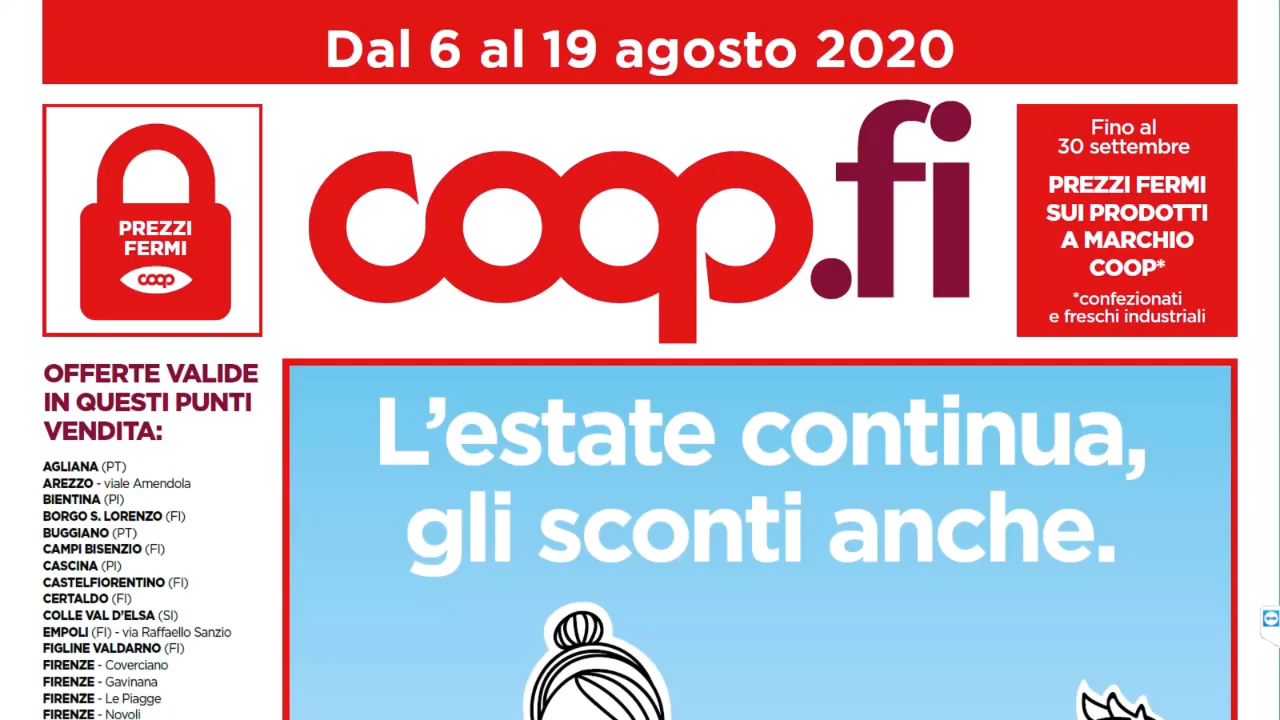 Dal 6 al 19 agosto 2020
PREZZI
FERMI
coop
coop.fi
Fino al
30 settembre
PREZZI FERMI
SUI PRODOTTI
A MARCHIO
COOP*
*confezionati
e freschi industriali
OFFERTE VALIDE
IN QUESTI PUNTI
VENDITA:
AGLIANA (PT)
AREZZO - viale Amendola
BIENTINA (PI)
BORGO S. LORENZO (FI)
BUGGIANO (PT)
CAMPI BISENZIO (FI)
CASCINA (PI)
CASTELFIORENTINO (FI)
CERTALDO (FI)
COLLE VAL D'ELSA (SI)
EMPOLI (FI) - via Raffaello Sanzio
FIGLINE VALDARNO (FI)
FIRENZE - Coverciano
FIRENZE - Gavinana
FIRENZE - Le Piagge
FIRENZE - Novoli
L'estate continua,
gli sconti anche.